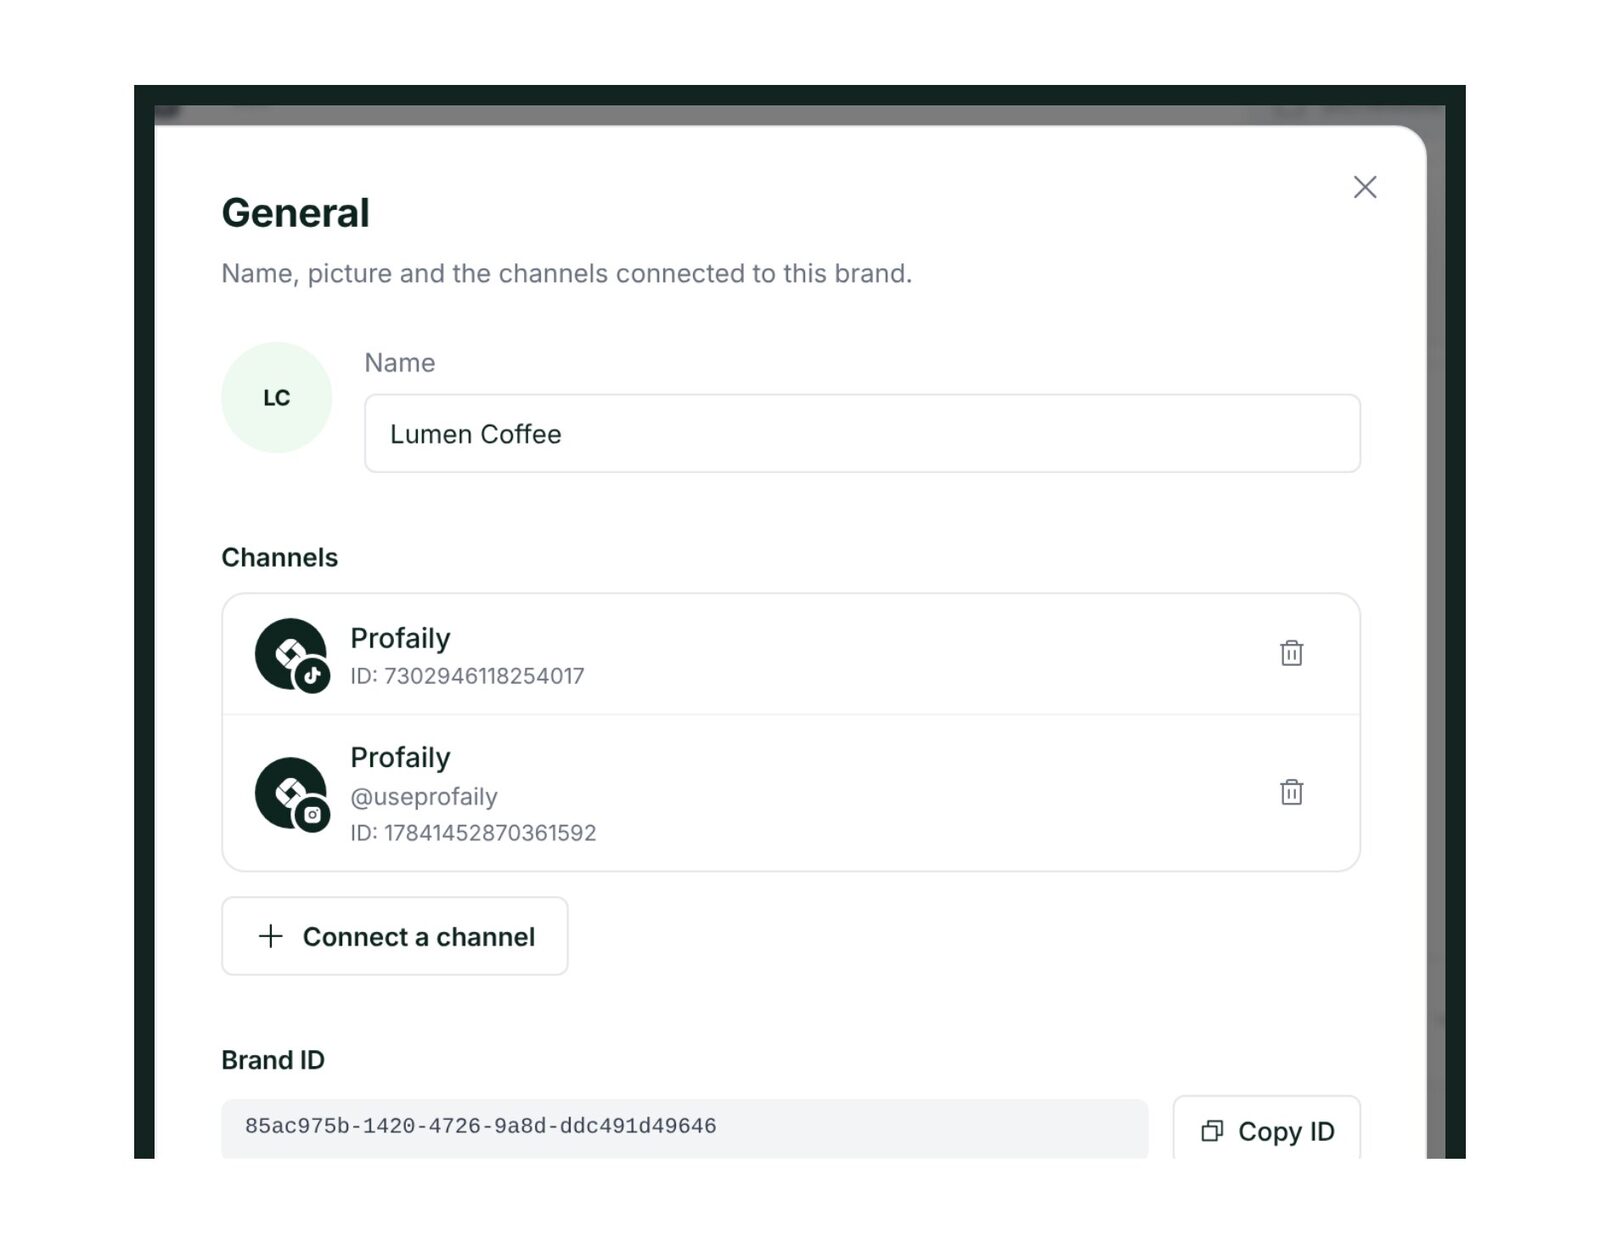 General
Name, picture and the channels connected to this brand.
LC
Name
Lumen Coffee
Channels
Profaily
ID: 7302946118254017
Profaily
@useprofaily
ID: 17841452870361592
Connect a channel
Brand ID
85ac975b-1420-4726-9a8d-ddc491d49646
Copy ID